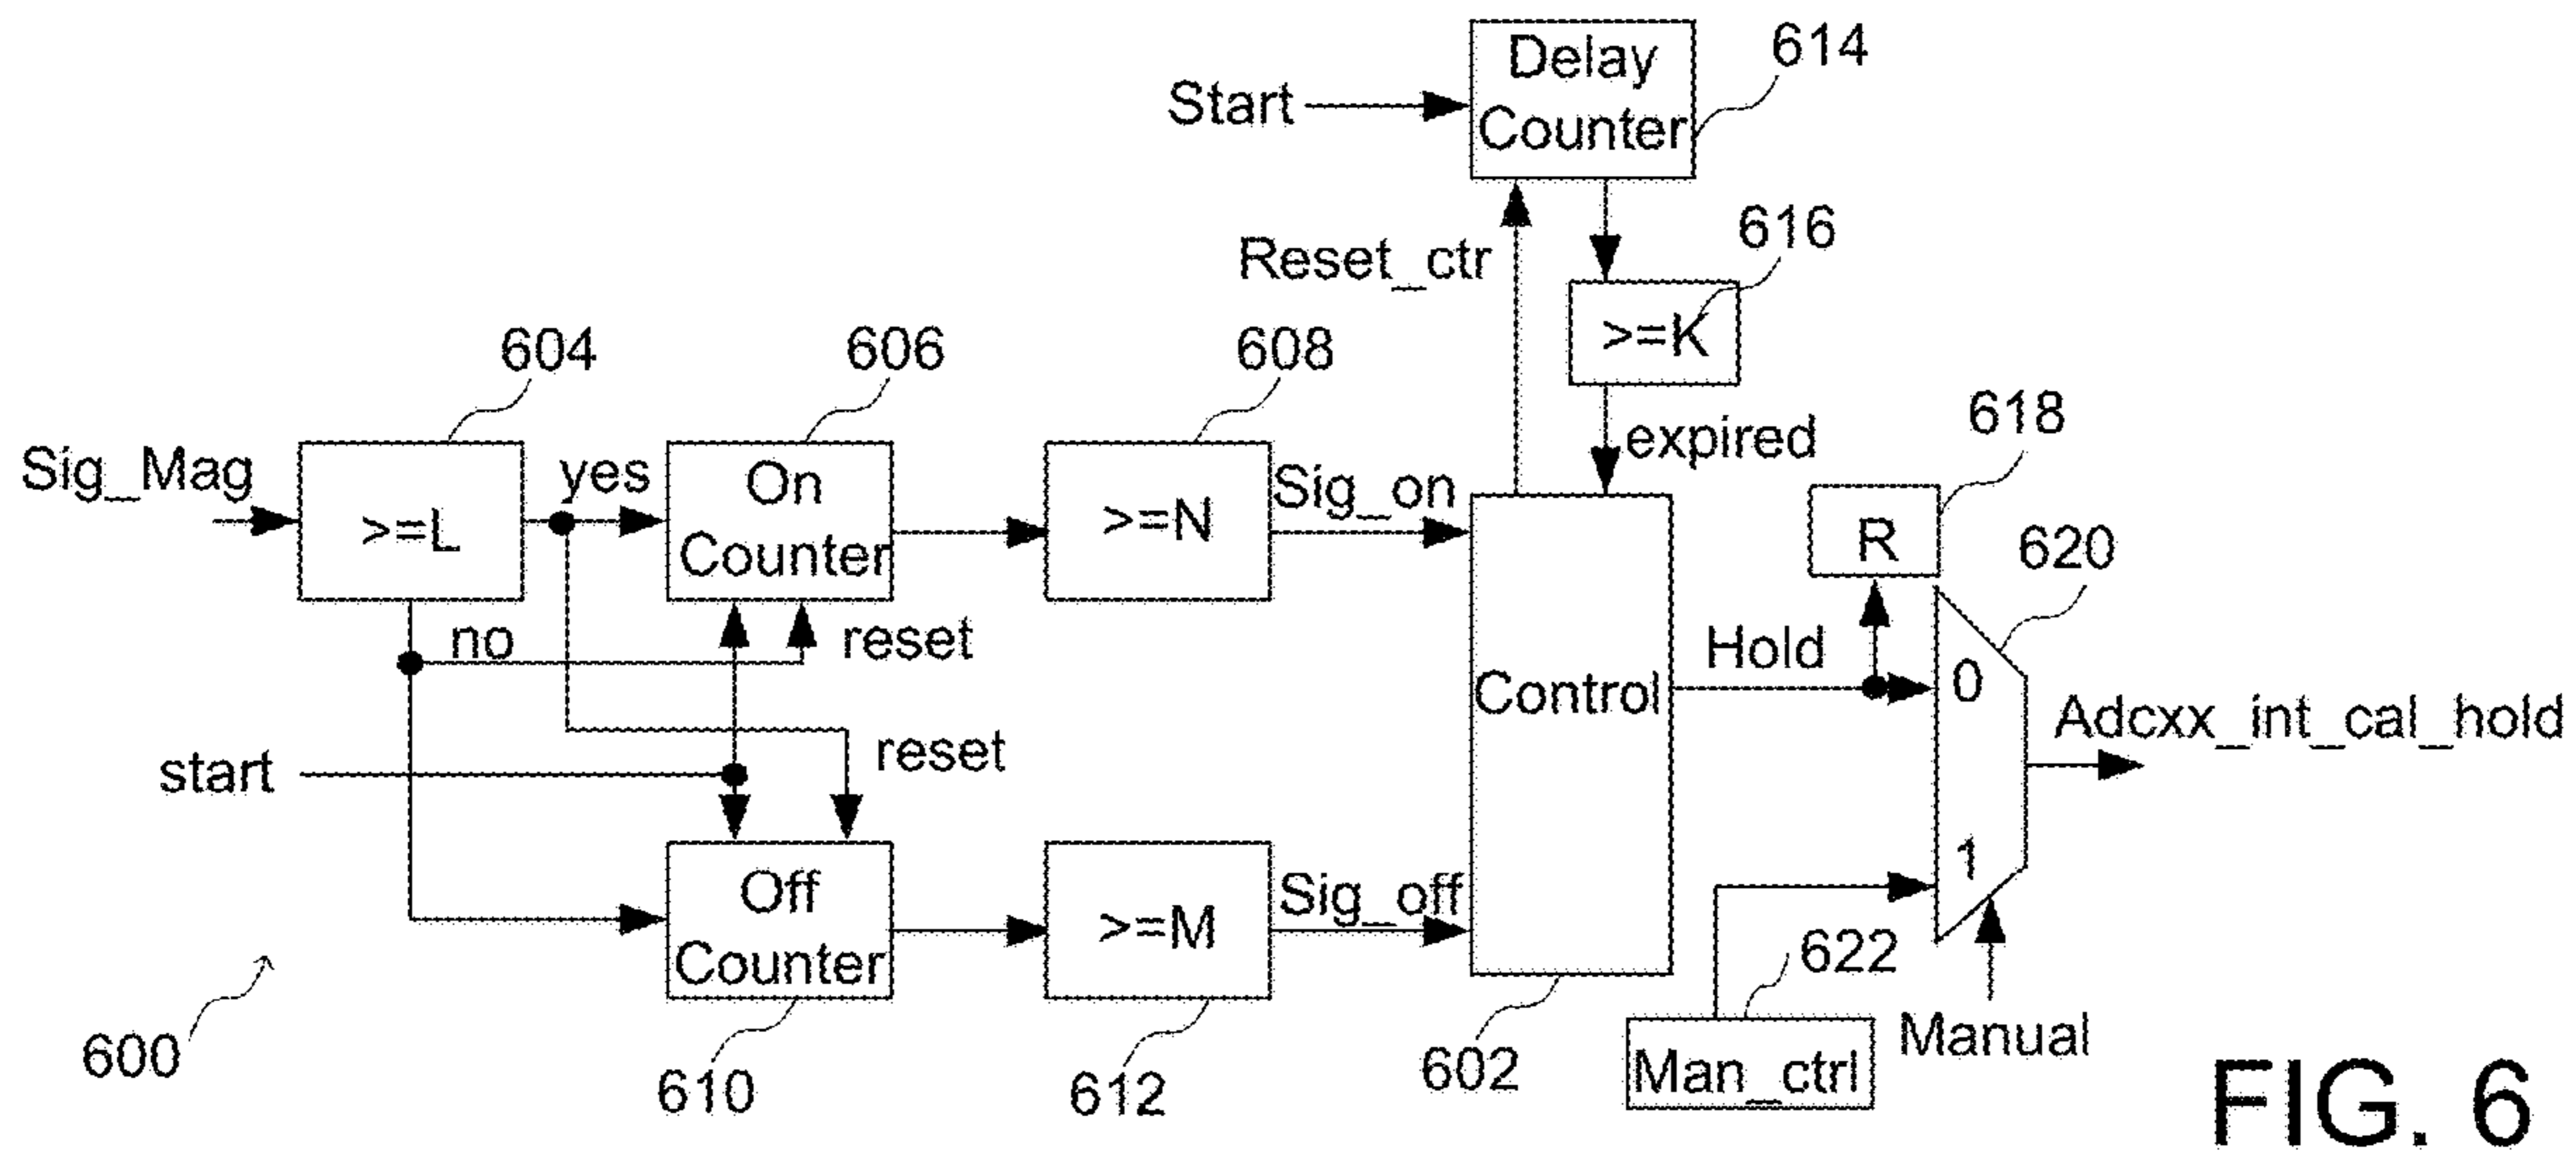 Delay
Counter
614
Start
616
Reset_ctr
>=K
604
606
608
618
expired
Sig_Mag
yes
On
Counter
Sig_on
>=L
>=N
R
620
no
reset
Hold
0
Control
Adcxx_int_cal_hold
start
reset
1
Off
Counter
>=M
Sig_off
622
600
610
612
602
Man_ctrl
Manual
FIG. 6